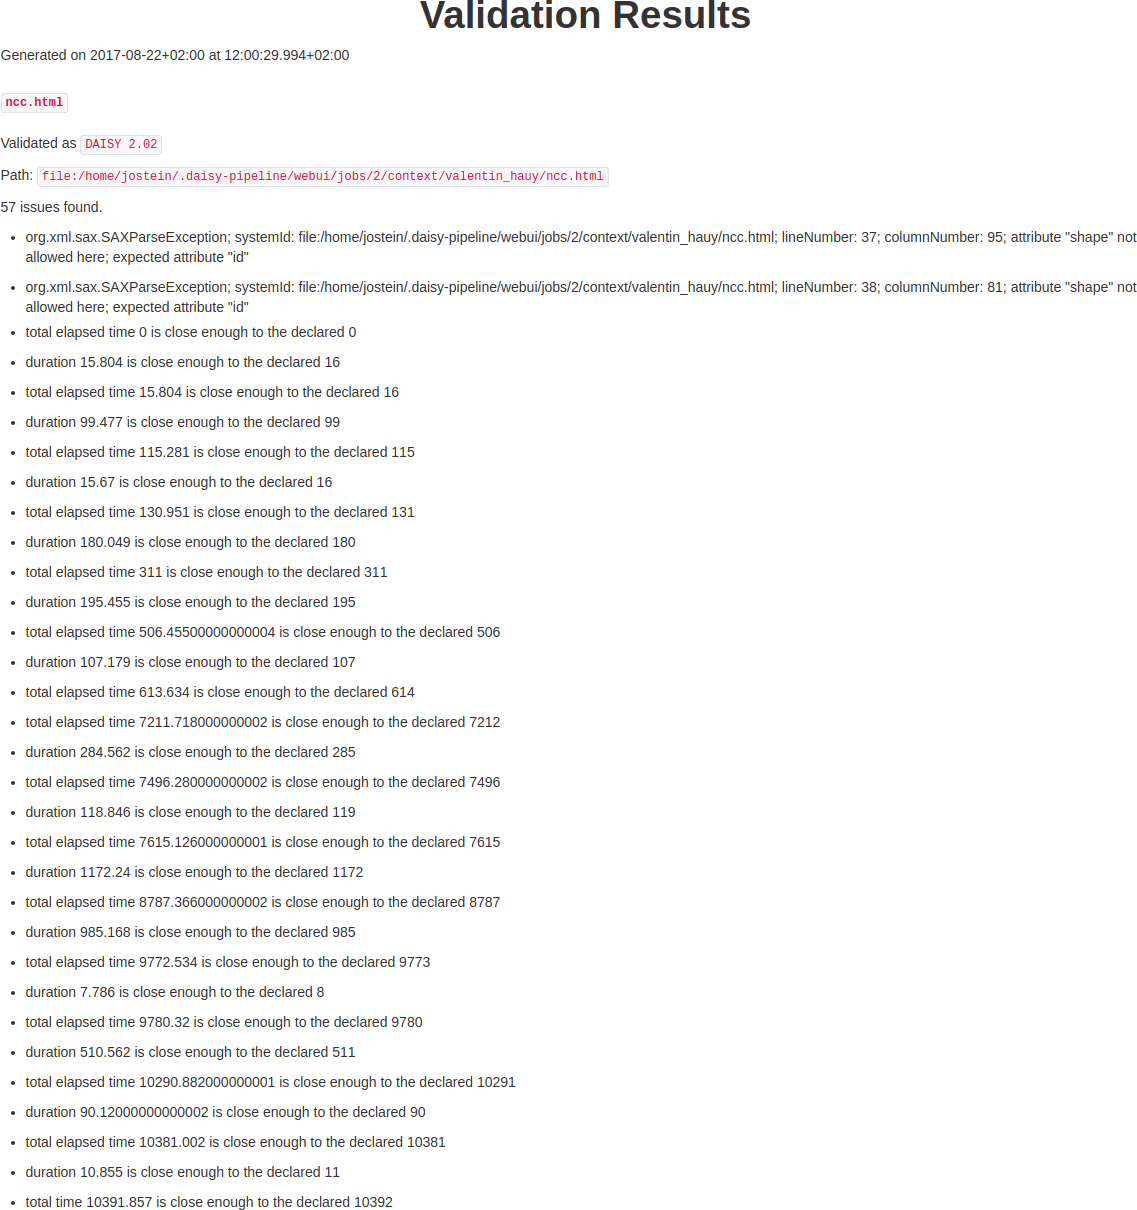 Validation Results
Generated on 2017-08-22+02:00 at 12:00:29.994+02:00
ncc.html
Validated as DAISY 2.02
Path: file:/home/jostein/.daisy-pipeline/webui/jobs/2/context/valentin_hauy/ncc.html
57 issues found.
• org.xml.sax.SAXParseException; systemId: file:/home/jostein/.daisy-pipeline/webui/jobs/2/context/valentin_hauy/ncc.html; lineNumber: 37; columnNumber: 95; attribute "shape" not
allowed here; expected attribute "id"
• org.xml.sax.SAXParseException; systemId: file:/home/jostein/.daisy-pipeline/webui/jobs/2/context/valentin_hauy/ncc.html; lineNumber: 38; columnNumber: 81; attribute "shape" not
allowed here; expected attribute "id"
• total elapsed time 0 is close enough to the declared 0
• duration 15.804 is close enough to the declared 16
• total elapsed time 15.804 is close enough to the declared 16
• duration 99.477 is close enough to the declared 99
• total elapsed time 115.281 is close enough to the declared 115
• duration 15.67 is close enough to the declared 16
• total elapsed time 130.951 is close enough to the declared 131
• duration 180.049 is close enough to the declared 180
• total elapsed time 311 is close enough to the declared 311
• duration 195.455 is close enough to the declared 195
• total elapsed time 506.45500000000004 is close enough to the declared 506
• duration 107.179 is close enough to the declared 107
• total elapsed time 613.634 is close enough to the declared 614
• total elapsed time 7211.718000000002 is close enough to the declared 7212
• duration 284.562 is close enough to the declared 285
• total elapsed time 7496.280000000002 is close enough to the declared 7496
• duration 118.846 is close enough to the declared 119
• total elapsed time 7615.126000000001 is close enough to the declared 7615
• duration 1172.24 is close enough to the declared 1172
• total elapsed time 8787.366000000002 is close enough to the declared 8787
• duration 985.168 is close enough to the declared 985
• total elapsed time 9772.534 is close enough to the declared 9773
• duration 7.786 is close enough to the declared 8
• total elapsed time 9780.32 is close enough to the declared 9780
• duration 510.562 is close enough to the declared 511
• total elapsed time 10290.882000000001 is close enough to the declared 10291
• duration 90.12000000000002 is close enough to the declared 90
• total elapsed time 10381.002 is close enough to the declared 10381
• duration 10.855 is close enough to the declared 11
• total time 10391.857 is close enough to the declared 10392